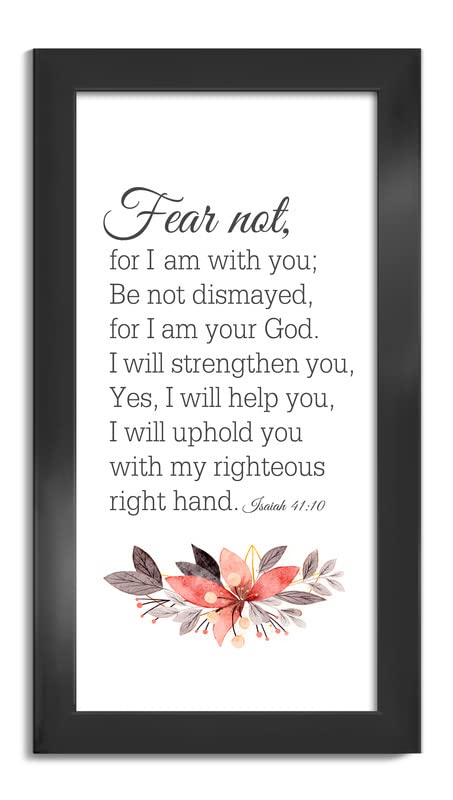 Fear not,
for I am with you;
Be not dismayed,
for I am your God.
I will strengthen you,
Yes, I will help you,
I will uphold you
with my righteous
right hand. Isaiah 41:10